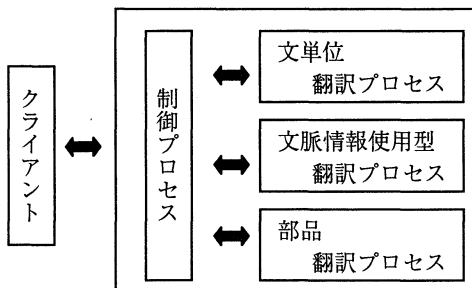 クライアント
制御プロセス
文単位
翻訳プロセス
文脈情報使用型
翻訳プロセス
部品
翻訳プロセス